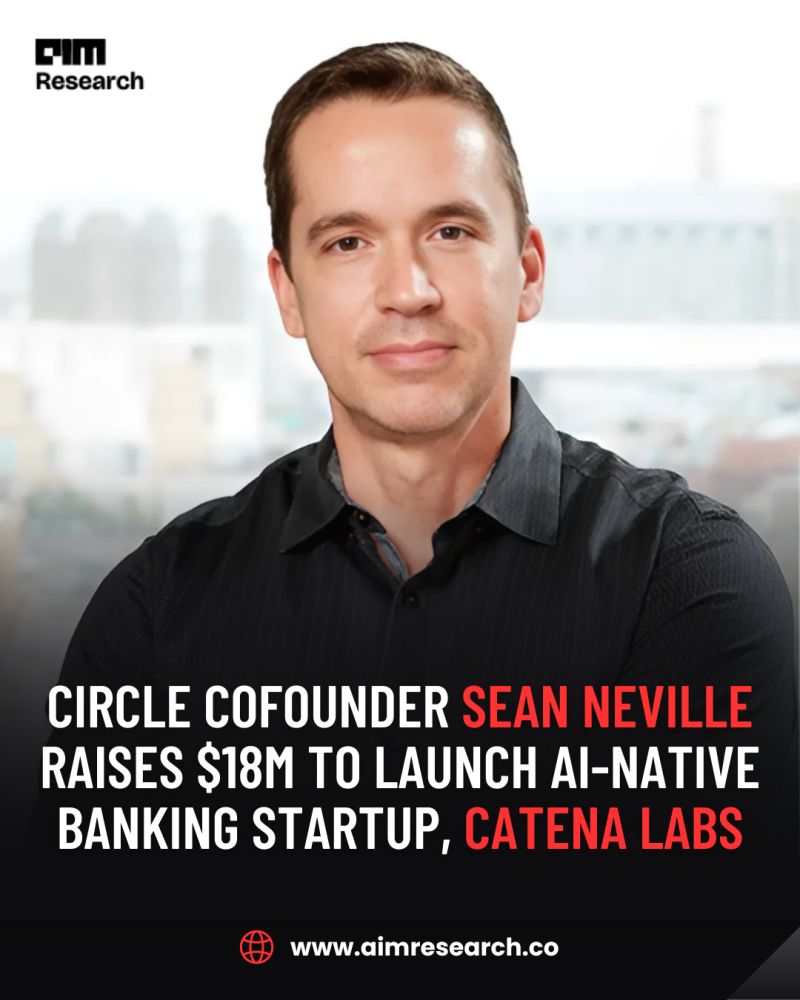 AIM
Research
CIRCLE COFOUNDER SEAN NEVILLE
RAISES $18M TO LAUNCH AI-NATIVE
BANKING STARTUP, CATENA LABS
www.aimresearch.co